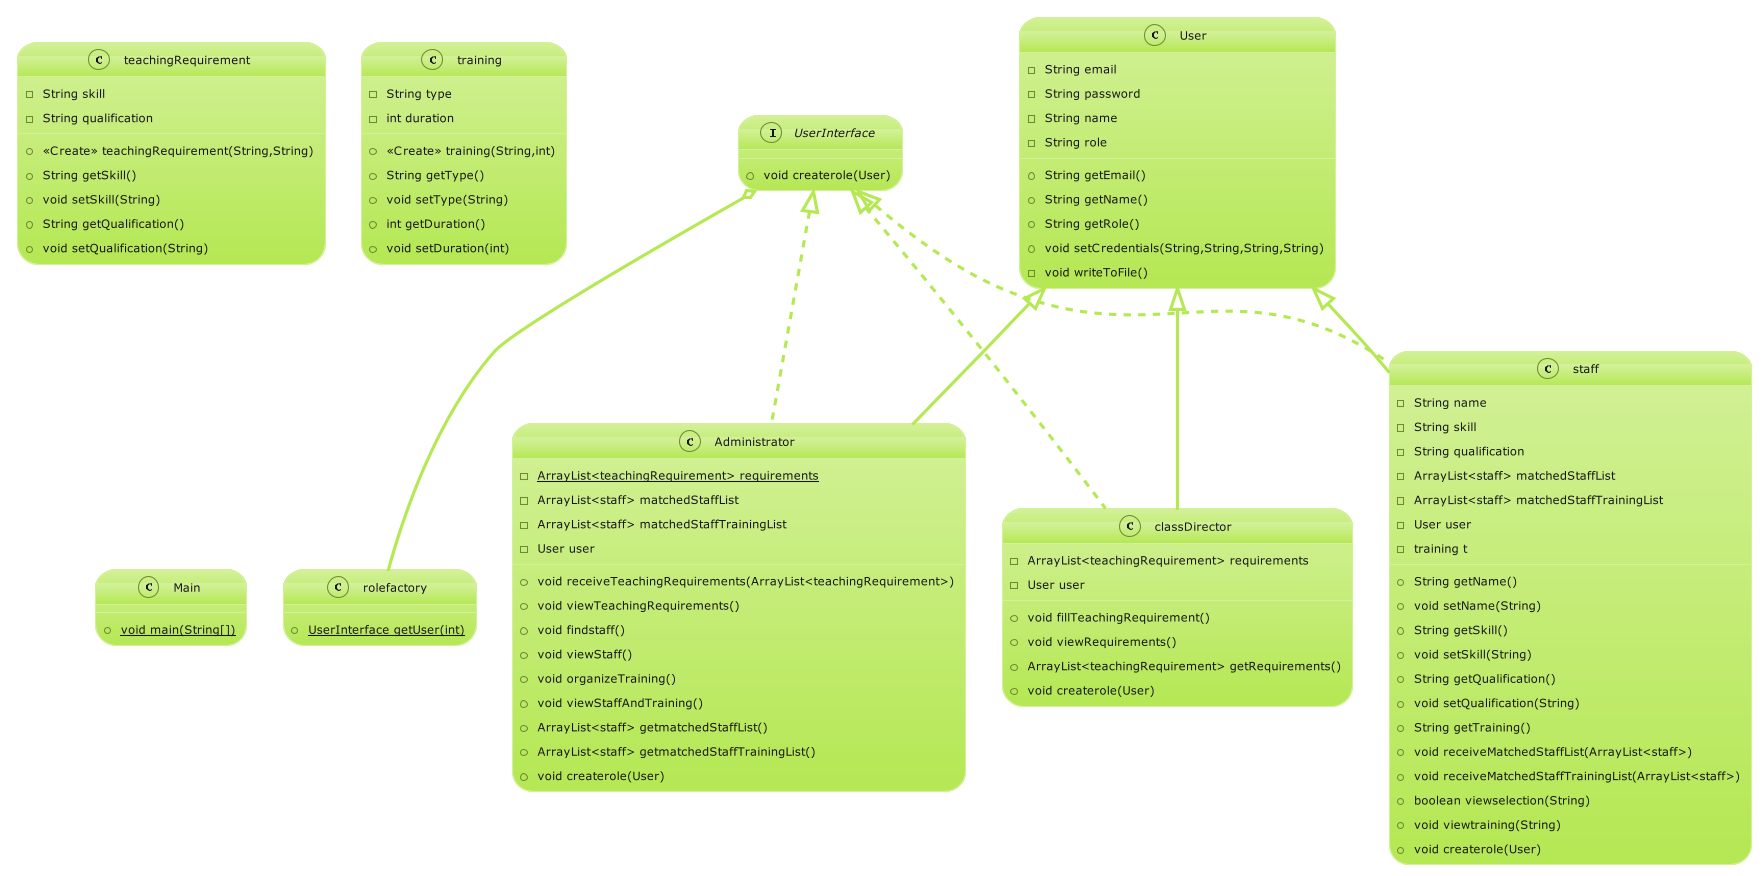 C teachingRequirement
String skill
String qualification
«Create» teachingRequirement(String,String)
String getSkill()
void setSkill(String)
String getQualification()
void setQualification(String)
C training
String type
int duration
«Create» training(String,int)
String getType()
void setType(String)
int getDuration()
void setDuration(int)
I UserInterface
void createrole(User)
C User
String email
String password
String name
String role
String getEmail()
String getName()
String getRole()
void setCredentials(String,String,String,String)
void writeToFile()
C Main
void main(String[])
C rolefactory
UserInterface getUser(int)
C Administrator
ArrayList<teachingRequirement> requirements
ArrayList<staff> matchedStaffList
ArrayList<staff> matchedStaffTrainingList
User user
void receiveTeachingRequirements(ArrayList<teachingRequirement>)
void viewTeachingRequirements()
void findstaff()
void viewStaff()
void organizeTraining()
void viewStaffAndTraining()
ArrayList<staff> getmatchedStaffList()
ArrayList<staff> getmatchedStaffTrainingList()
void createrole(User)
C classDirector
ArrayList<teachingRequirement> requirements
User user
void fillTeachingRequirement()
void viewRequirements()
ArrayList<teachingRequirement> getRequirements()
void createrole(User)
C staff
String name
String skill
String qualification
ArrayList<staff> matchedStaffList
ArrayList<staff> matchedStaffTrainingList
User user
training t
String getName()
void setName(String)
String getSkill()
void setSkill(String)
String getQualification()
void setQualification(String)
String getTraining()
void receiveMatchedStaffList(ArrayList<staff>)
void receiveMatchedStaffTrainingList(ArrayList<staff>)
boolean viewselection(String)
void viewtraining(String)
void createrole(User)